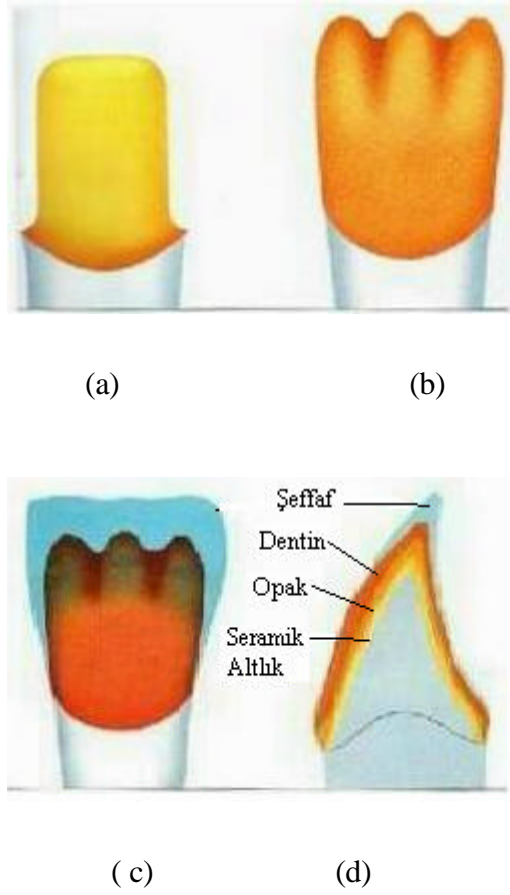 (a)
(b)
Şeffaf
Dentin
Opak
Seramik
Altlık
( c)
(d)